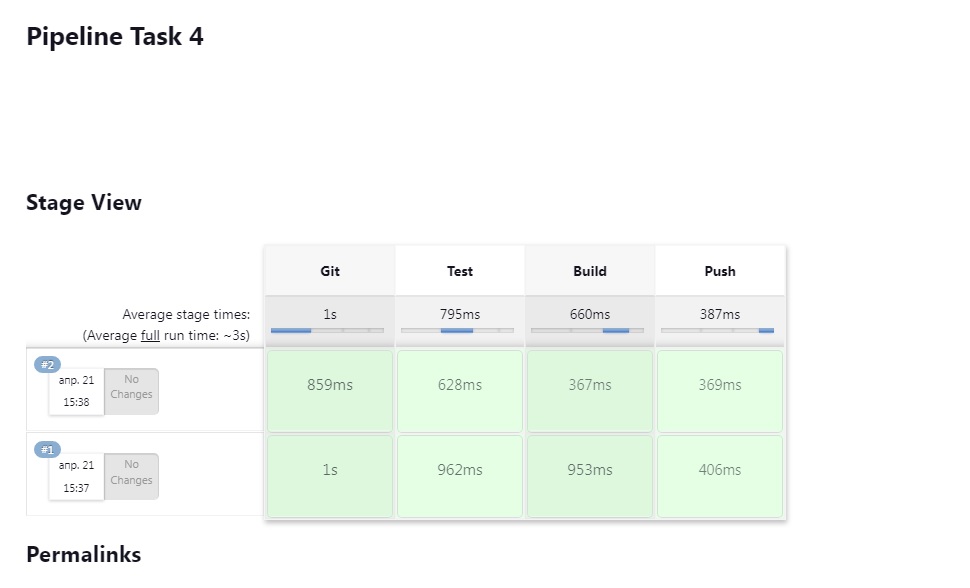 Pipeline Task 4
Stage View
Git Test Build Push
Average stage times: 1s 795ms 660ms 387ms
(Average full run time: ~3s)
#2
апр. 21 No
15:38 Changes
859ms 628ms 367ms 369ms
#1
апр. 21 No
15:37 Changes
1s 962ms 953ms 406ms
Permalinks